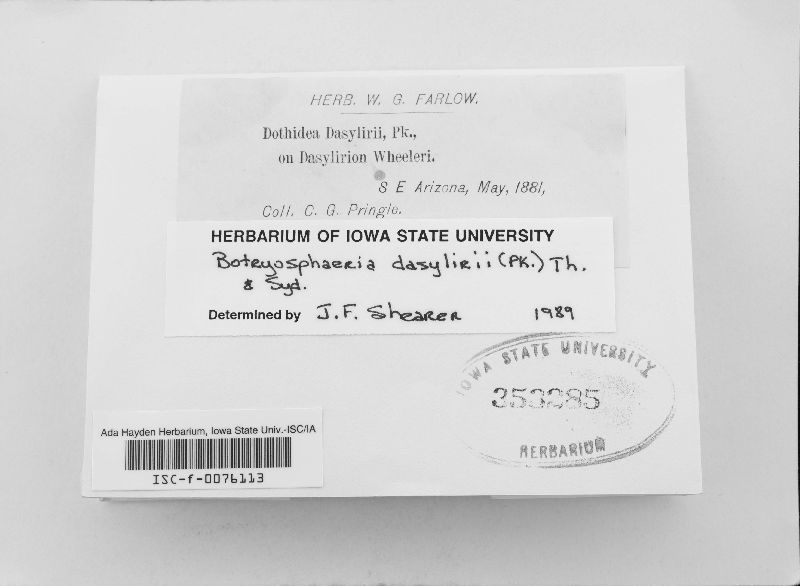 HERB. W. G. FARLOW.
Dothidea Dasylirii, Pk.,
on Dasylirion Wheeleri.
S E Arizona, May, 1881,
Coll. C. G. Pringle.
HERBARIUM OF IOWA STATE UNIVERSITY
Botryosphaeria dasylirii (PK.) Th.
& Syd.
Determined by J.F. Shearer 1989
IOWA STATE UNIVERSITY
353285
HERBARIUM
Ada Hayden Herbarium, Iowa State Univ.-ISC/IA
ISC-f-0076113